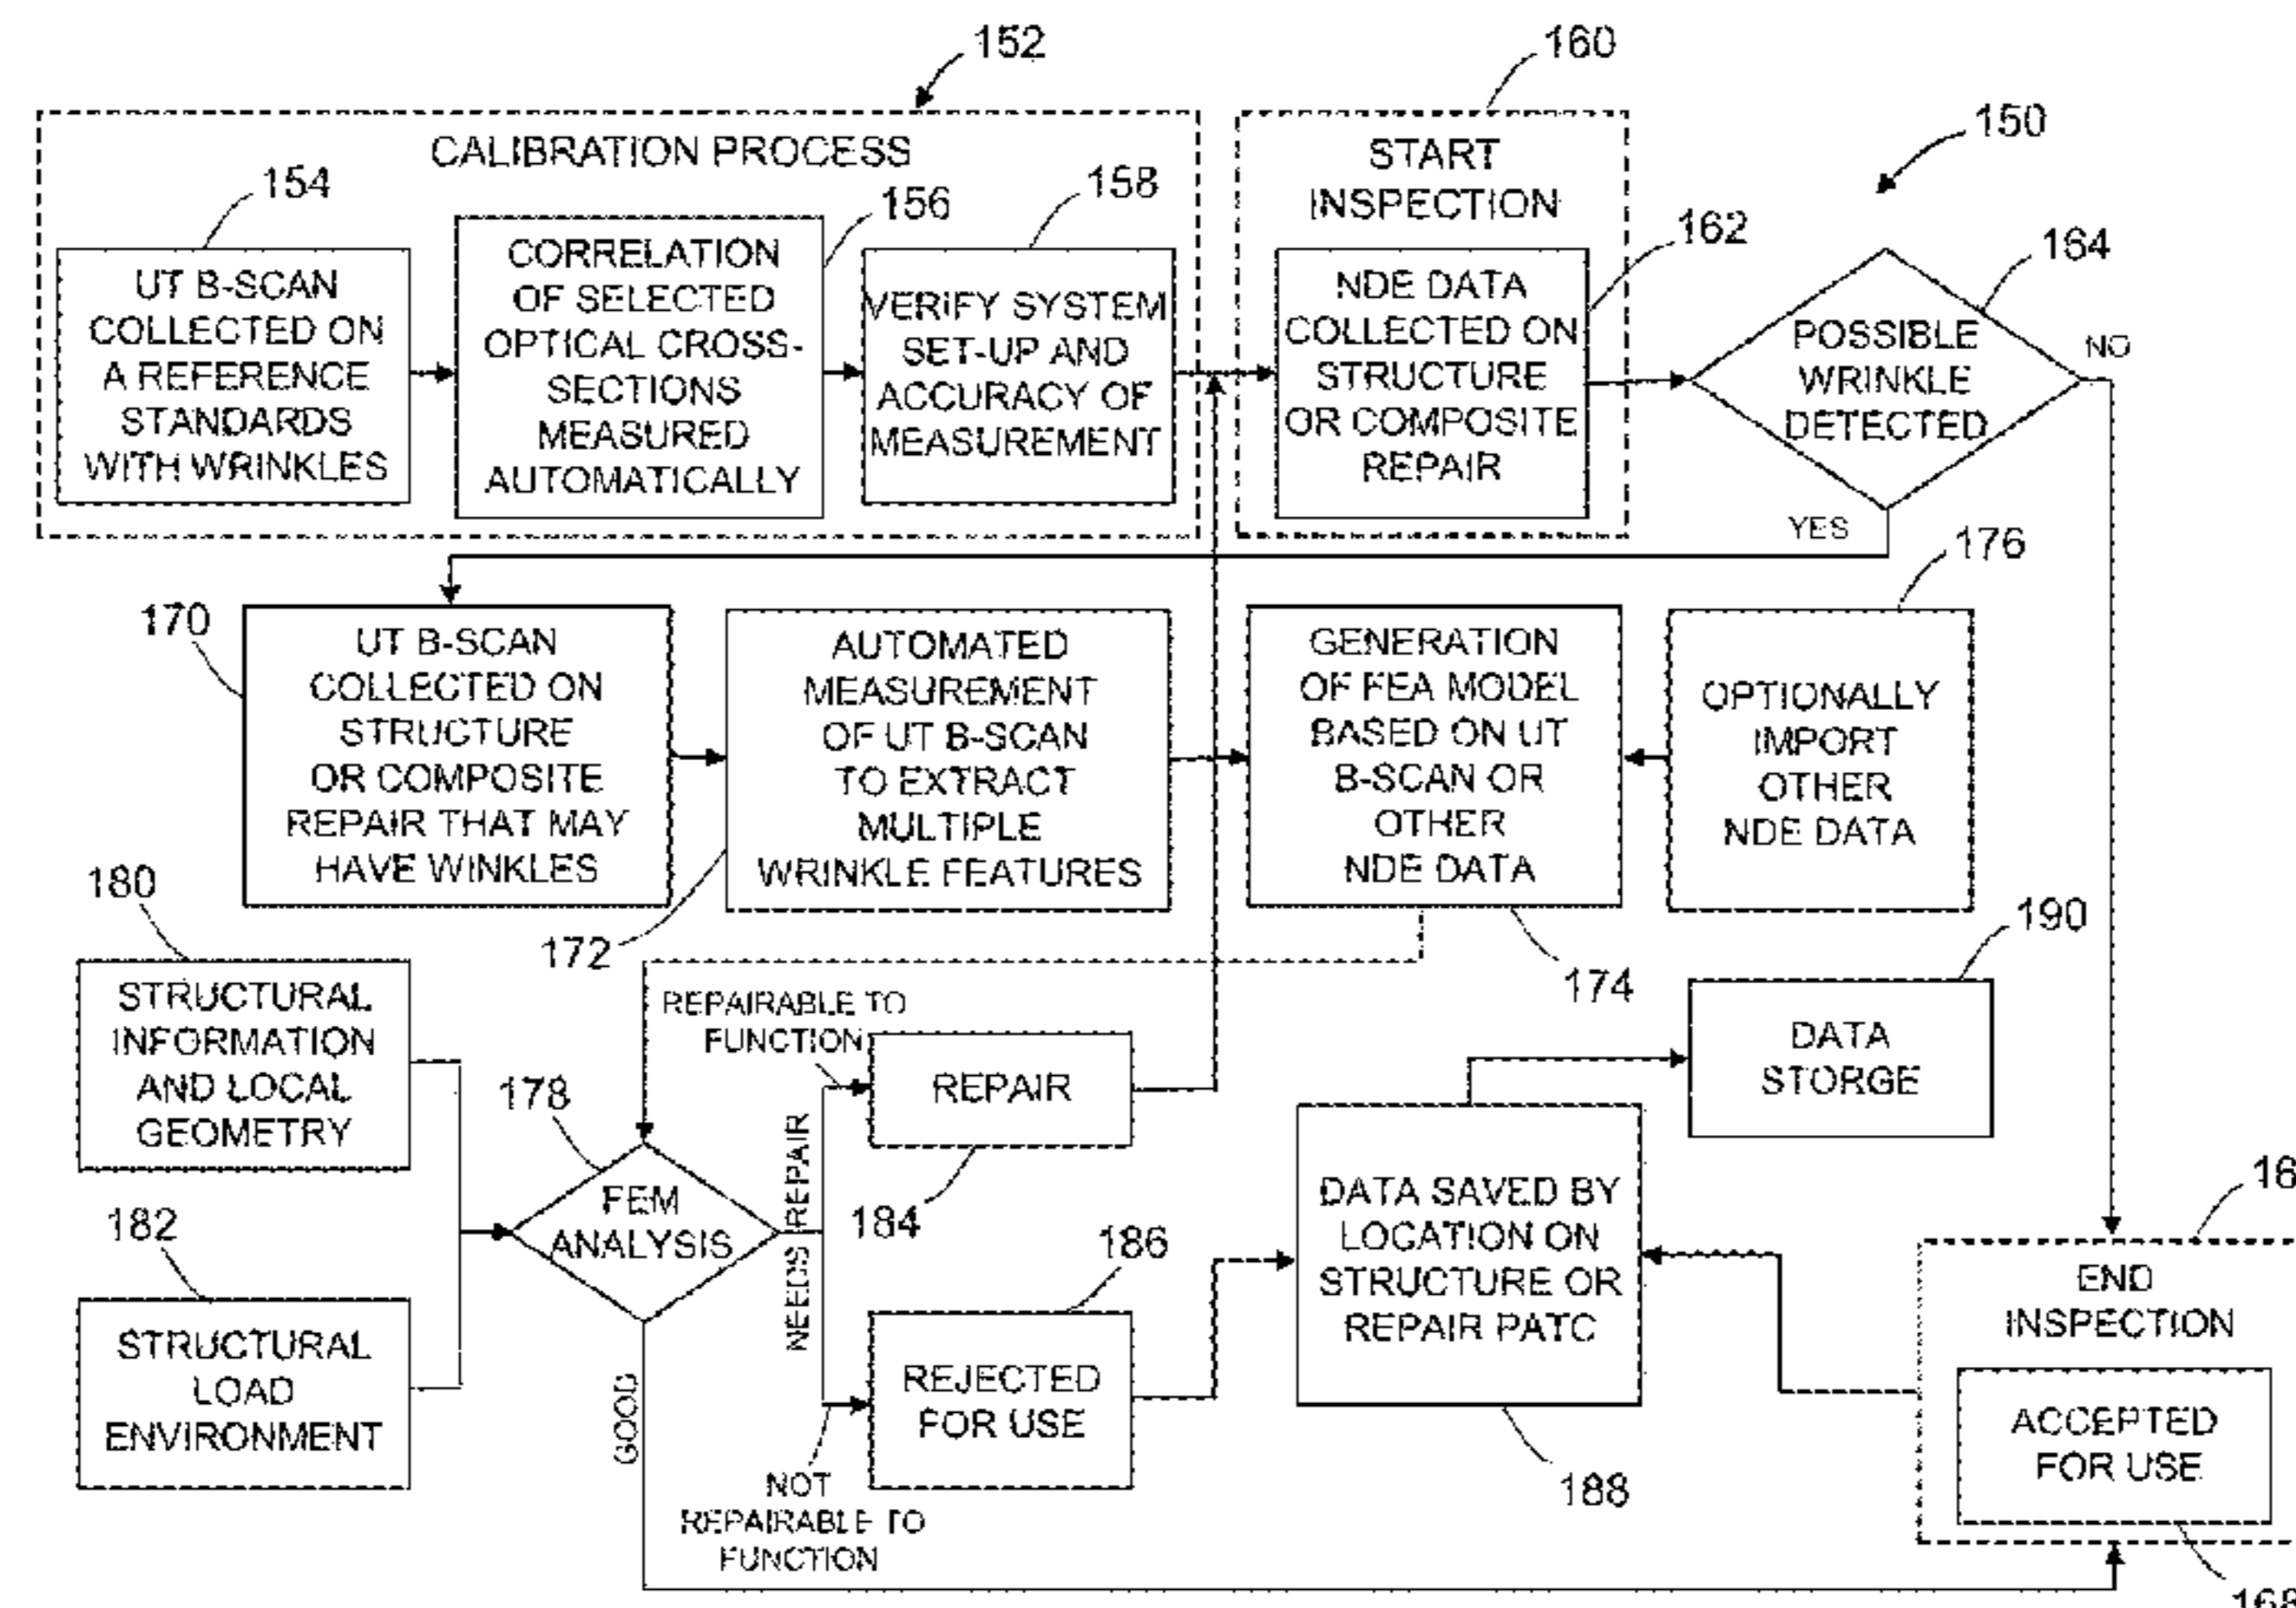 152
160
150
CALIBRATION PROCESS
START
INSPECTION
154
156
158
162
164
UT B-SCAN
COLLECTED ON
A REFERENCE
STANDARDS
WITH WRINKLES
CORRELATION
OF SELECTED
OPTICAL CROSS-
SECTIONS
MEASURED
AUTOMATICALLY
VERIFY SYSTEM
SET-UP AND
ACCURACY OF
MEASUREMENT
NDE DATA
COLLECTED ON
STRUCTURE
OR COMPOSITE
REPAIR
POSSIBLE
WRINKLE
DETECTED
NO
YES
176
170
UT B-SCAN
COLLECTED ON
STRUCTURE
OR COMPOSITE
REPAIR THAT MAY
HAVE WINKLES
AUTOMATED
MEASUREMENT
OF UT B-SCAN
TO EXTRACT
MULTIPLE
WRINKLE FEATURES
GENERATION
OF FEA MODEL
BASED ON UT
B-SCAN OR
OTHER
NDE DATA
OPTIONALLY
IMPORT
OTHER
NDE DATA
180
172
174
190
STRUCTURAL
INFORMATION
AND LOCAL
GEOMETRY
REPAIRABLE TO
FUNCTION
REPAIR
DATA
STORGE
178
184
182
FEM
ANALYSIS
NEEDS REPAIR
186
DATA SAVED BY
LOCATION ON
STRUCTURE OR
REPAIR PATC
16
END
INSPECTION
STRUCTURAL
LOAD
ENVIRONMENT
GOOD
REJECTED
FOR USE
ACCEPTED
FOR USE
NOT
REPAIRABLE TO
FUNCTION
188
168